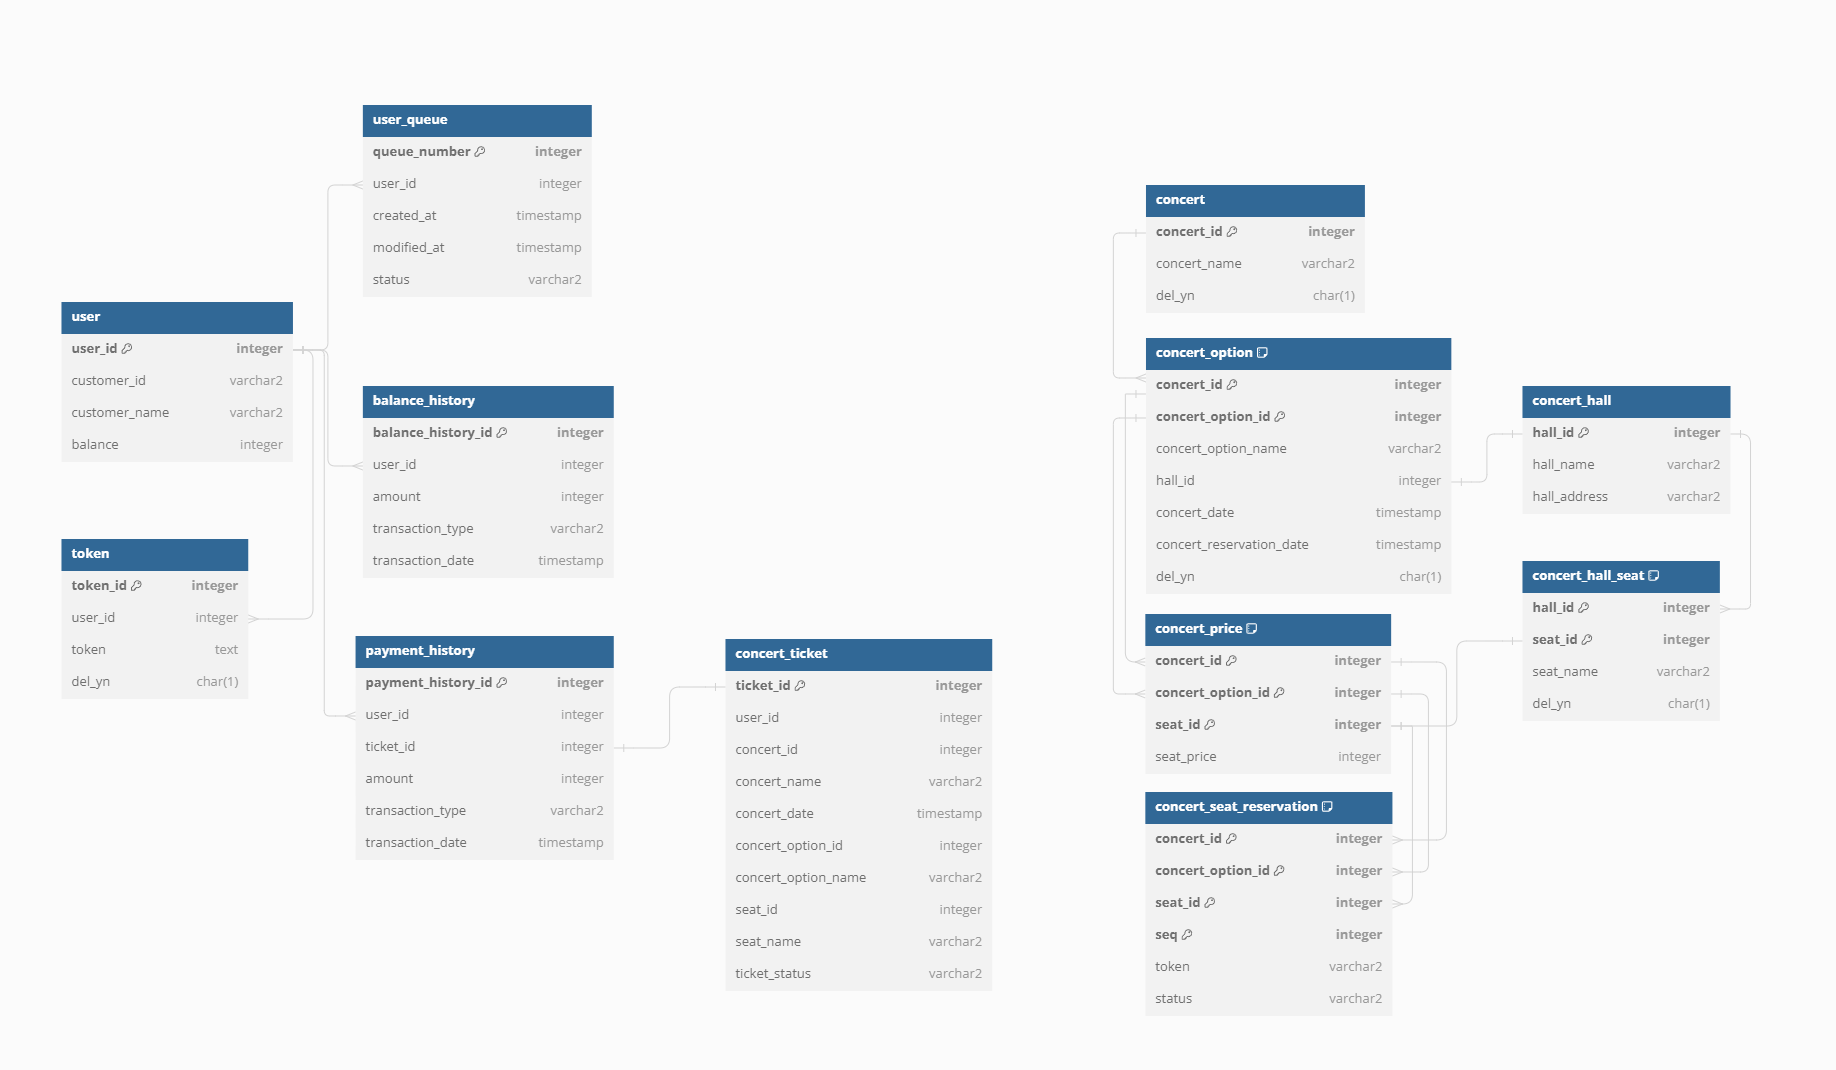 user_queue
queue_number integer
user_id integer
created_at timestamp
modified_at timestamp
status varchar2
user
user_id integer
customer_id varchar2
customer_name varchar2
balance integer
balance_history
balance_history_id integer
user_id integer
amount integer
transaction_type varchar2
transaction_date timestamp
token
token_id integer
user_id integer
token text
del_yn char(1)
payment_history
payment_history_id integer
user_id integer
ticket_id integer
amount integer
transaction_type varchar2
transaction_date timestamp
concert_ticket
ticket_id integer
user_id integer
concert_id integer
concert_name varchar2
concert_date timestamp
concert_option_id integer
concert_option_name varchar2
seat_id integer
seat_name varchar2
ticket_status varchar2
concert
concert_id integer
concert_name varchar2
del_yn char(1)
concert_option
concert_id integer
concert_option_id integer
concert_option_name varchar2
hall_id integer
concert_date timestamp
concert_reservation_date timestamp
del_yn char(1)
concert_hall
hall_id integer
hall_name varchar2
hall_address varchar2
concert_hall_seat
hall_id integer
seat_id integer
seat_name varchar2
del_yn char(1)
concert_price
concert_id integer
concert_option_id integer
seat_id integer
seat_price integer
concert_seat_reservation
concert_id integer
concert_option_id integer
seat_id integer
seq integer
token varchar2
status varchar2